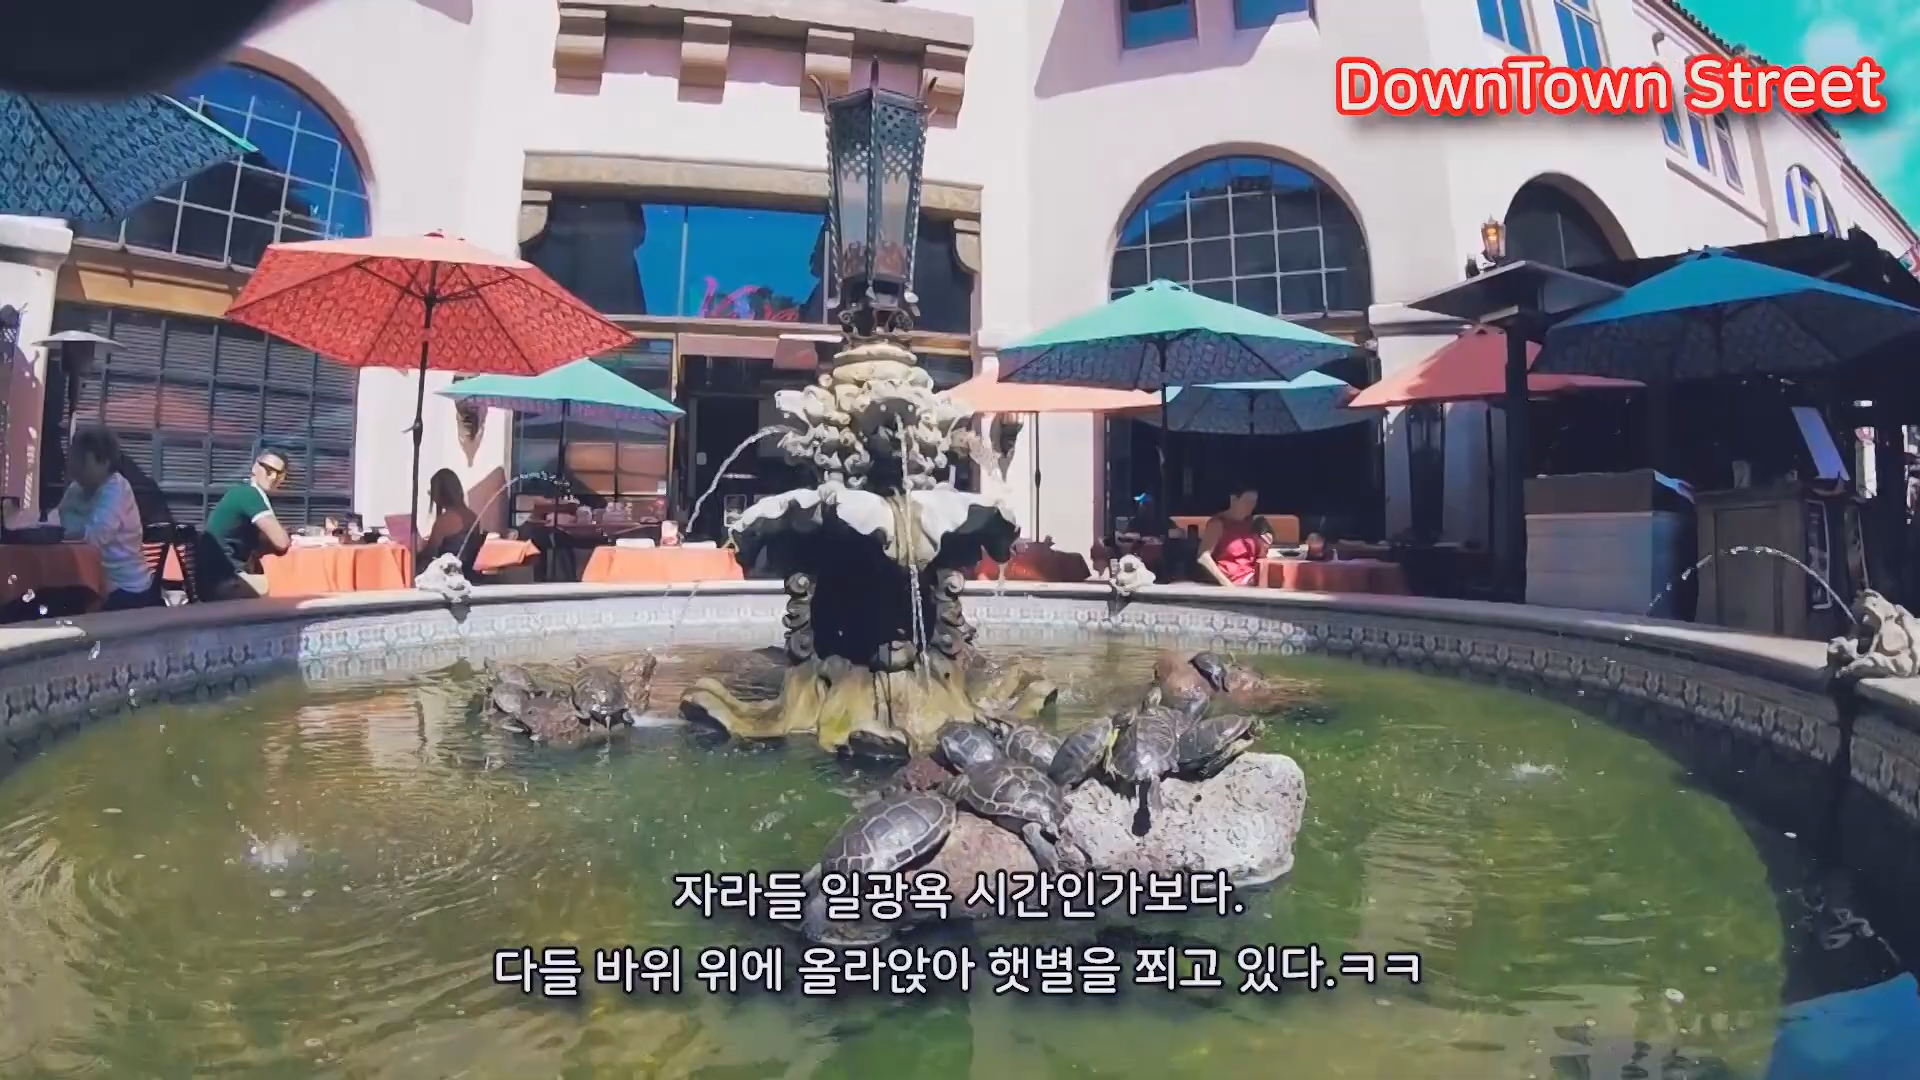 DownTown Street
자라들 일광욕 시간인가보다.
다들 바위 위에 올라앉아 햇별을 쬐고 있다.ㅋㅋ